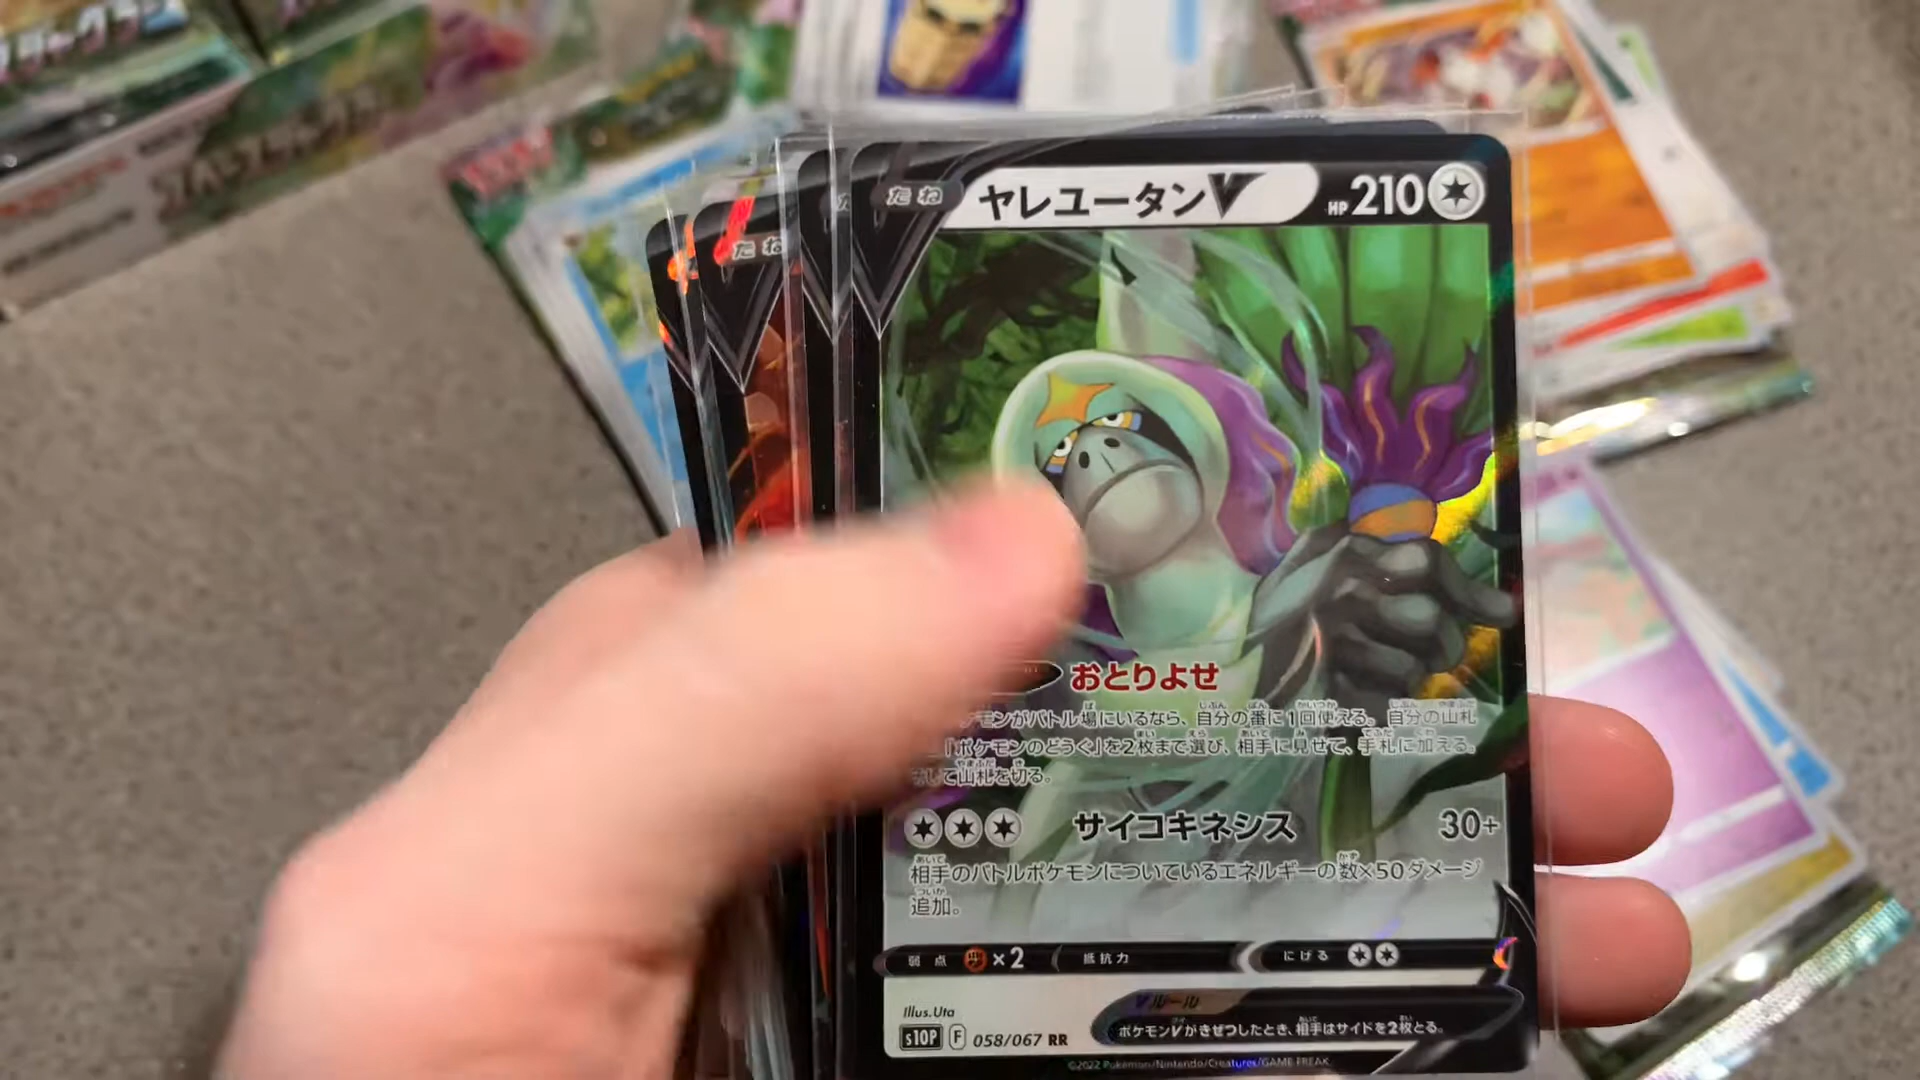 たね
ヤレユータンV
HP210
たね
おとりよせ
モンがバトル場にいるなら、自分の番に1回使える。自分の山札
「ポケモンのどうぐ」を2枚まで選び、相手に見せて、手札に加える。
て山札を切る。
サイコキネシス 30+
相手のバトルポケモンについているエネルギーの数×50ダメージ
追加。
弱点 ×2 抵抗力 にげる
Illus.Uta
Vルール
ポケモンVがきぜつしたとき、相手はサイドを2枚とる。
s10P F 058/067 RR
©2022 Pokémon/Nintendo/Creatures/GAME FREAK